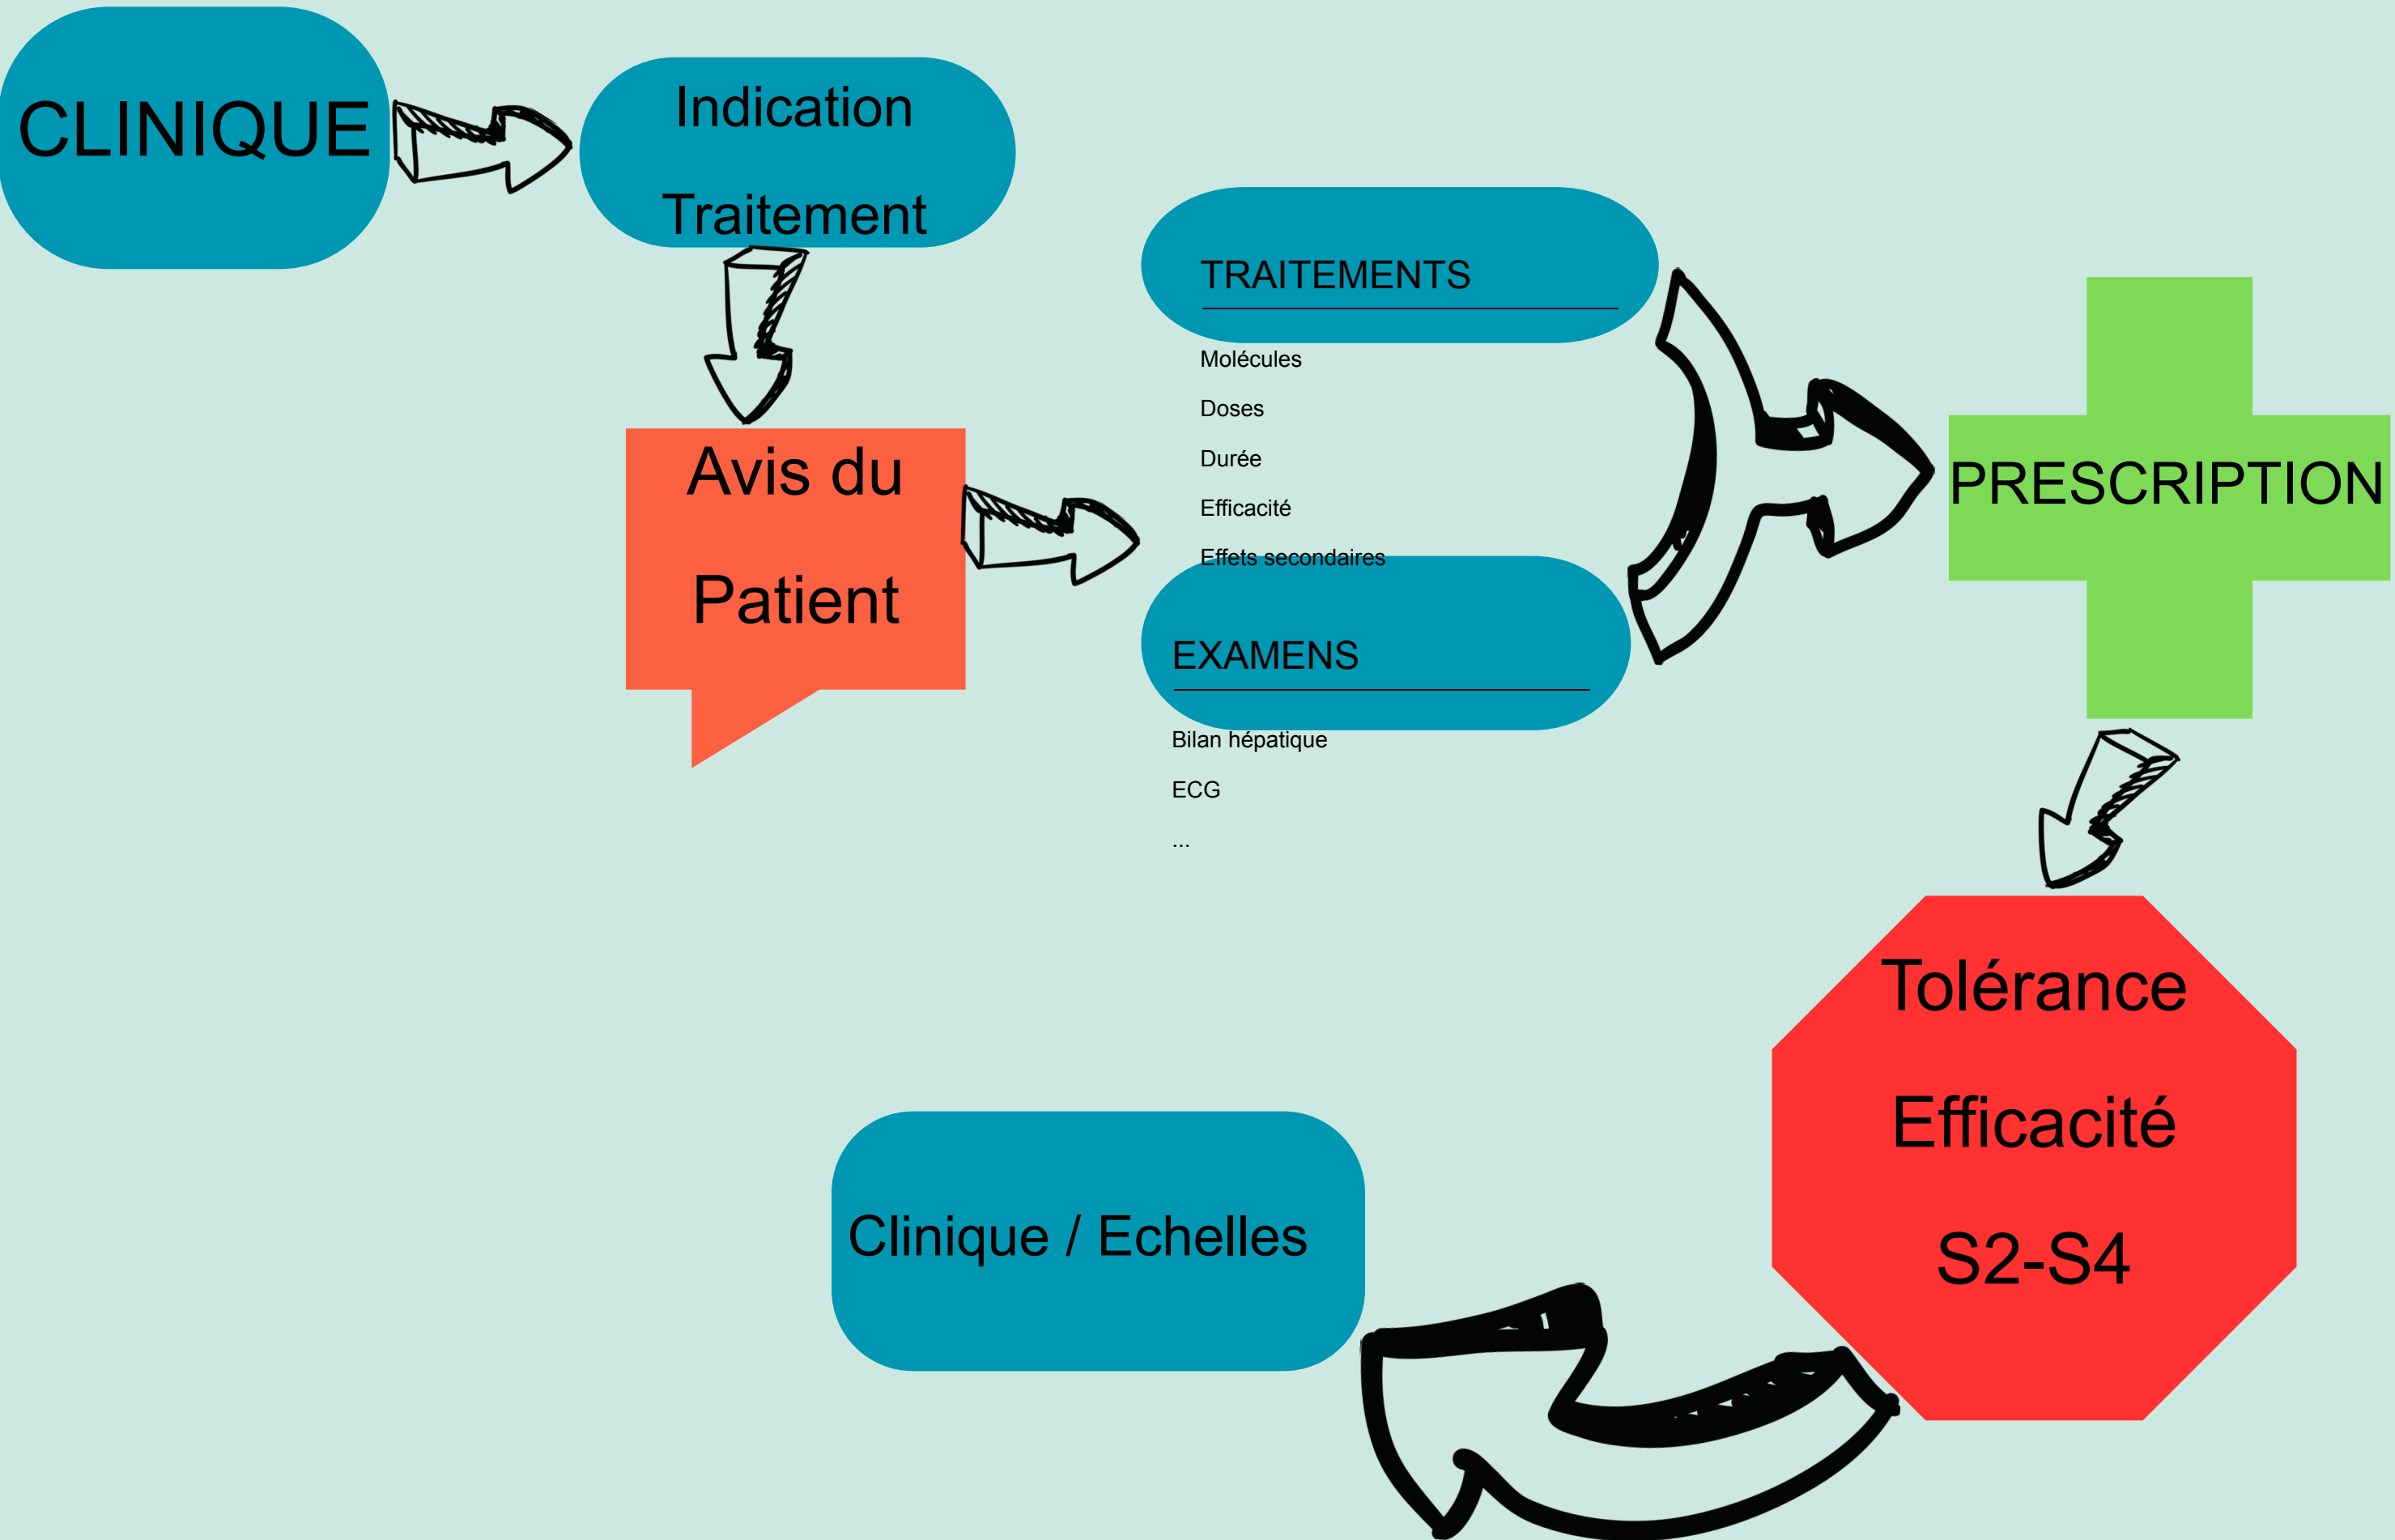 CLINIQUE
Indication
Traitement
Avis du
Patient
TRAITEMENTS
Molécules
Doses
Durée
Efficacité
Effets secondaires
EXAMENS
Bilan hépatique
ECG
...
PRESCRIPTION
Tolérance
Efficacité
S2-S4
Clinique / Echelles